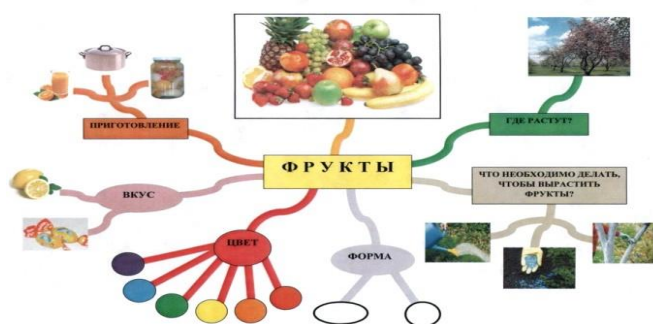 ПРИГОТОВЛЕНИЕ
ГДЕ РАСТУТ?
ФРУКТЫ
ЧТО НЕОБХОДИМО ДЕЛАТЬ,
ЧТОБЫ ВЫРАСТИТЬ
ФРУКТЫ?
ВКУС
ЦВЕТ
ФОРМА